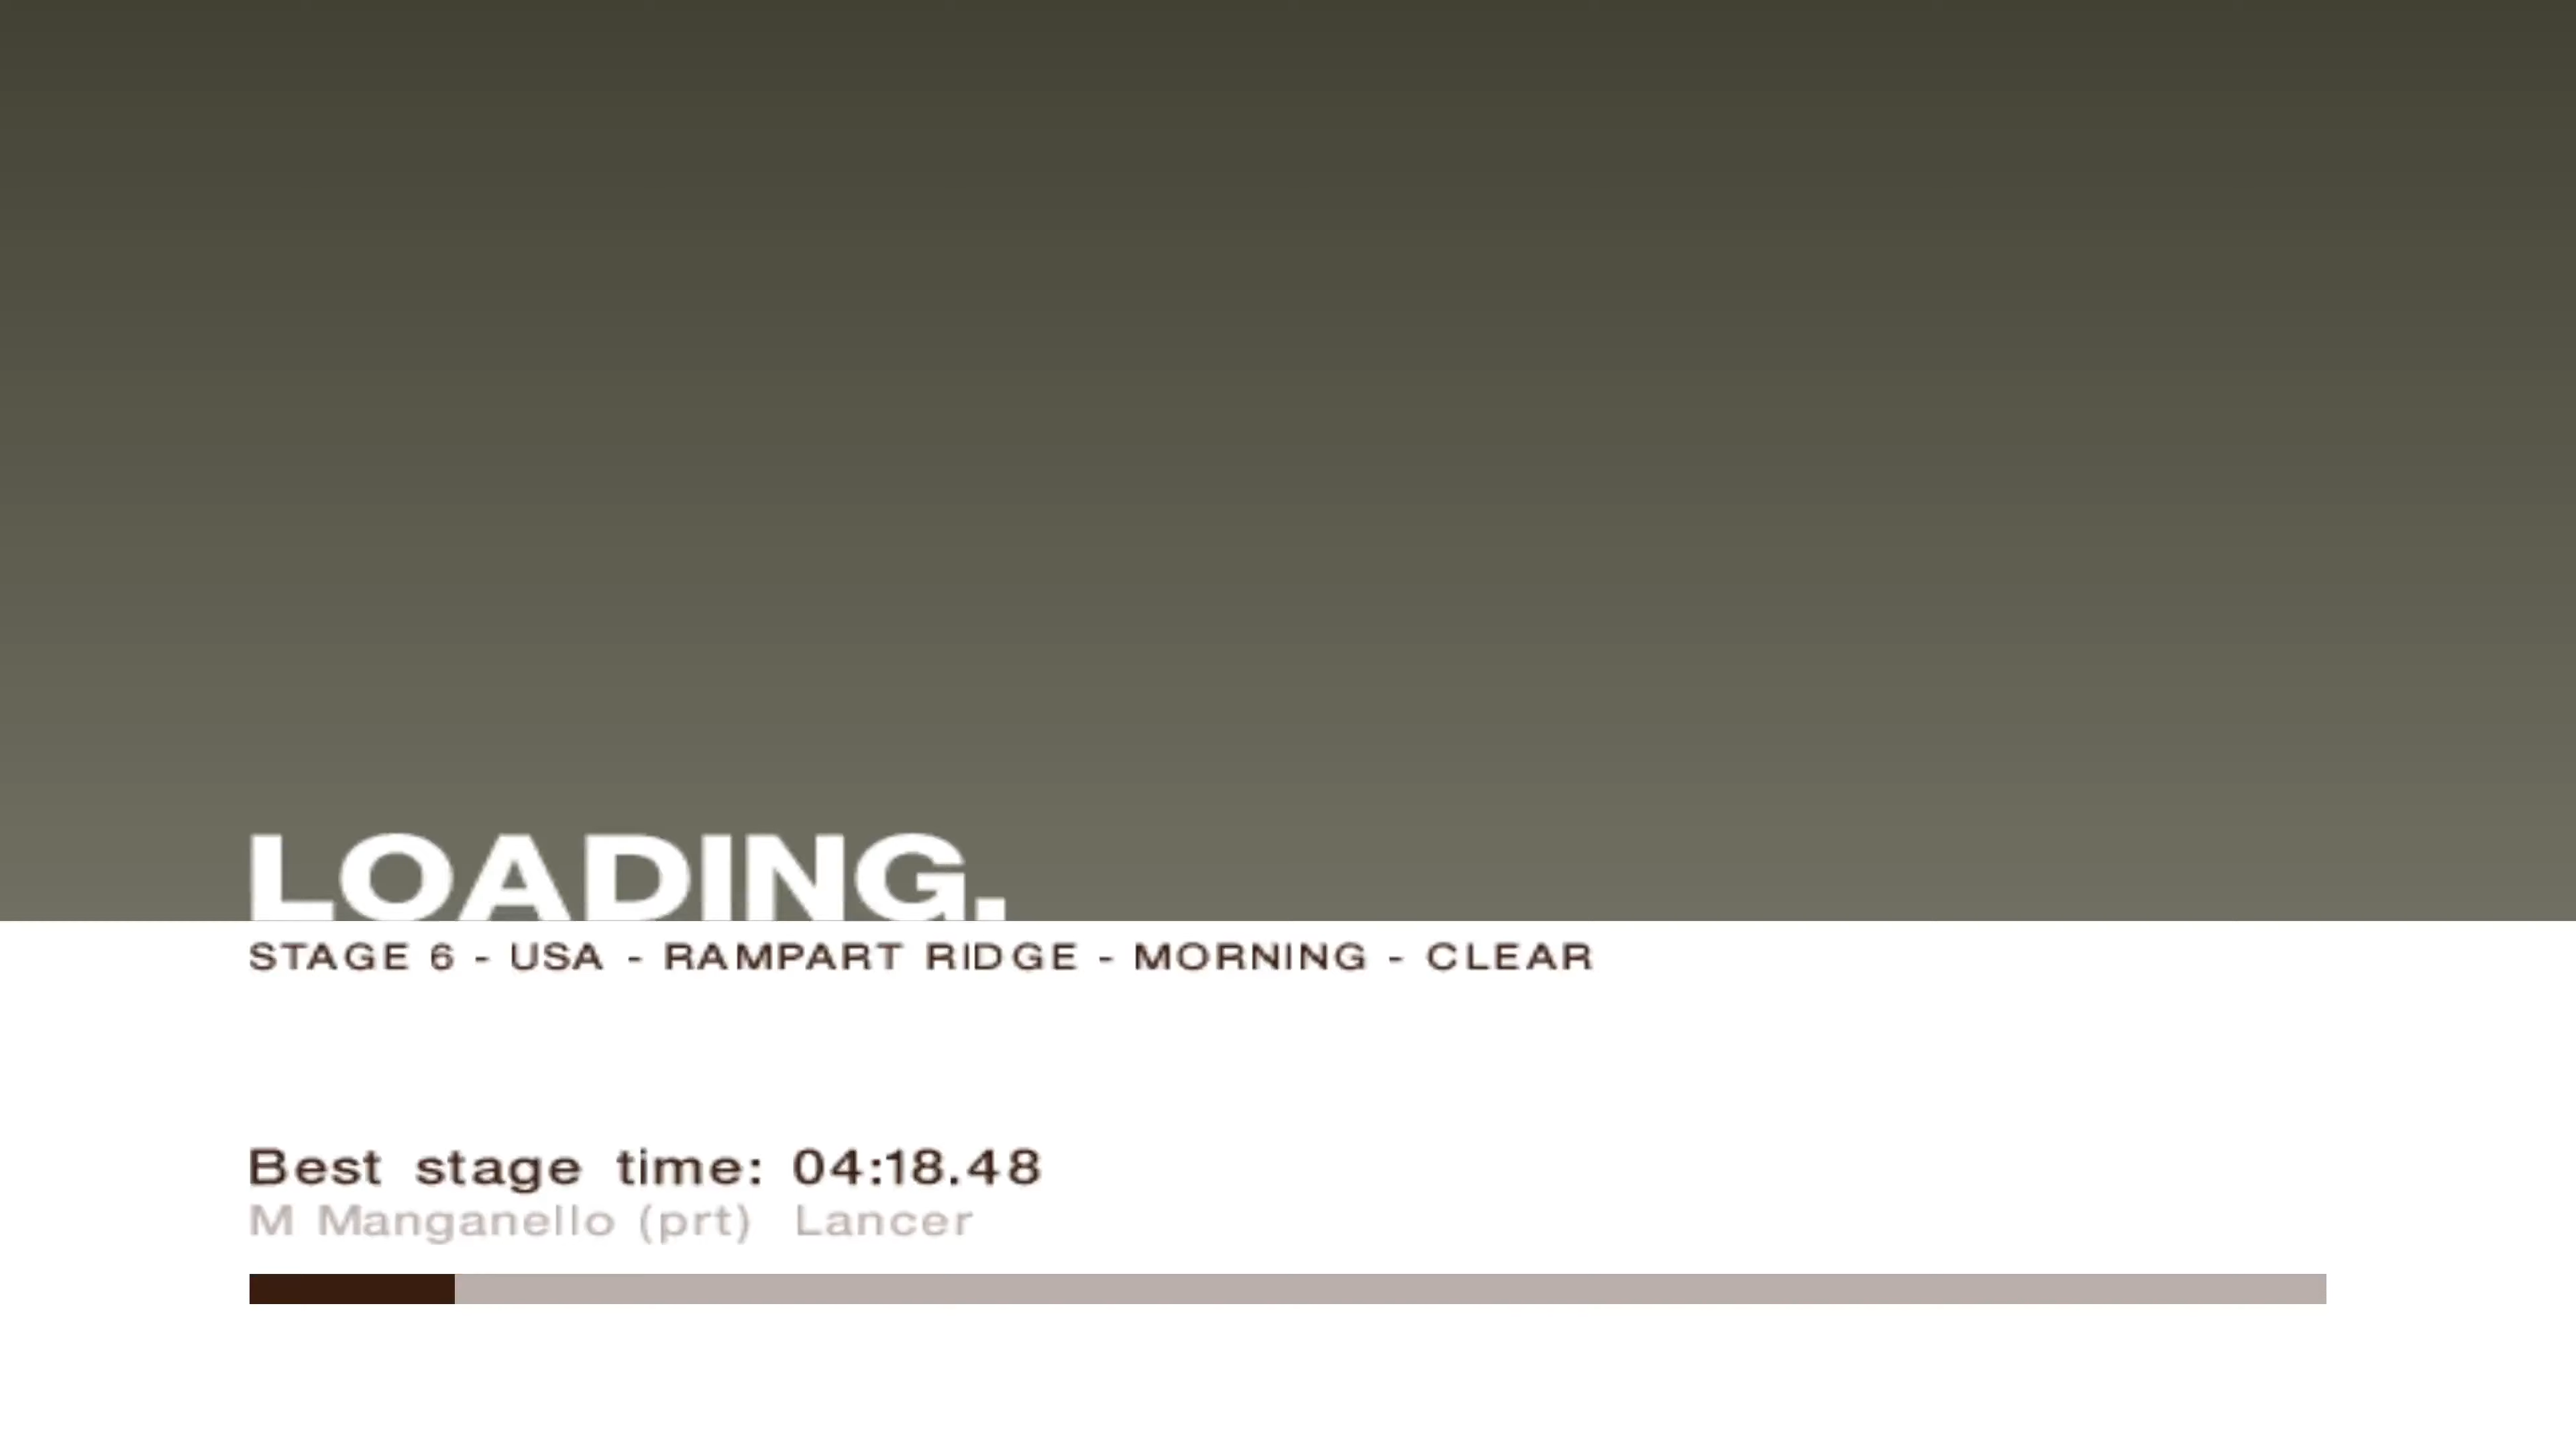 LOADING.
STAGE 6 - USA - RAMPART RIDGE - MORNING - CLEAR
Best stage time: 04:18.48
M Manganello (prt) Lancer